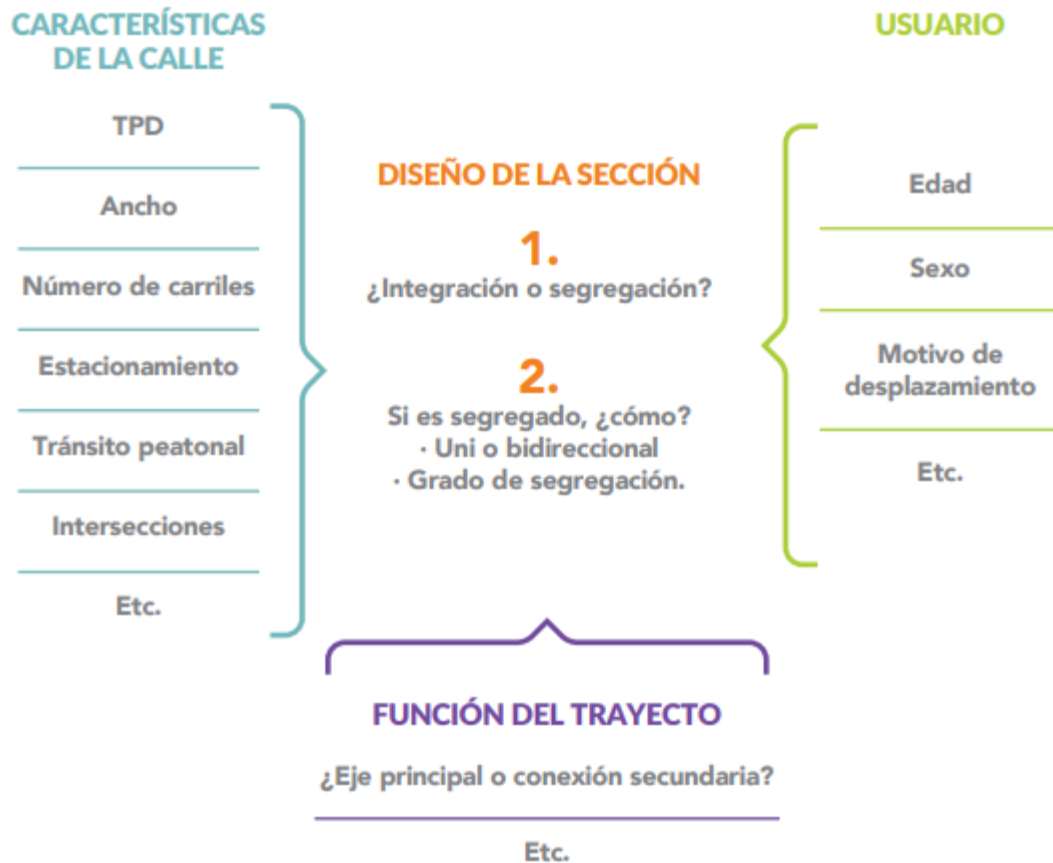 CARACTERÍSTICAS
DE LA CALLE
TPD
Ancho
Número de carriles
Estacionamiento
Tránsito peatonal
Intersecciones
Etc.
DISEÑO DE LA SECCIÓN
1.
¿Integración o segregación?
2.
Si es segregado, ¿cómo?
· Uni o bidireccional
· Grado de segregación.
USUARIO
Edad
Sexo
Motivo de
desplazamiento
Etc.
FUNCIÓN DEL TRAYECTO
¿Eje principal o conexión secundaria?
Etc.